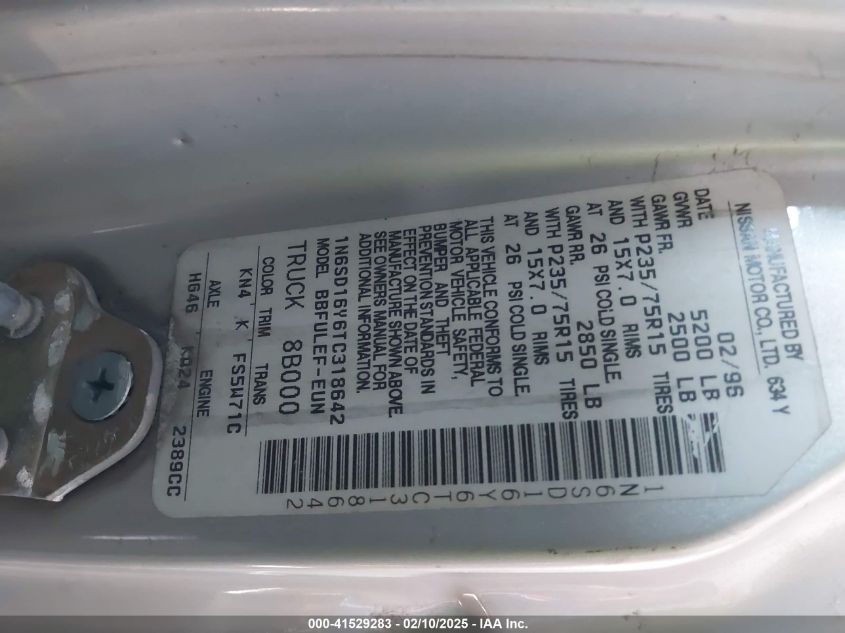 MANUFACTURED BY
NISSAN MOTOR CO., LTD. 634 Y
DATE 02/96
GVWR 5200 LB
GAWR FR. 2500 LB
WITH P235/75R15 TIRES
AND 15X7.0 RIMS
AT 26 PSI COLD SINGLE
GAWR RR. 2850 LB
WITH P235/75R15 TIRES
AND 15X7.0 RIMS
AT 26 PSI COLD SINGLE
THIS VEHICLE CONFORMS TO
ALL APPLICABLE FEDERAL
MOTOR VEHICLE SAFETY,
BUMPER AND THEFT
PREVENTION STANDARDS IN
EFFECT ON THE DATE OF
MANUFACTURE SHOWN ABOVE.
SEE OWNERS MANUAL FOR
ADDITIONAL INFORMATION.
1N6SD16Y6TC318642
MODEL BBFULEF-EUN
TRUCK 8B000
COLOR TRIM TRANS
KN4 K FS5W71C
AXLE ENGINE
H646 KA24 2389CC
1N6SD16Y6TC318642
000-41529283 - 02/10/2025 - IAA Inc.